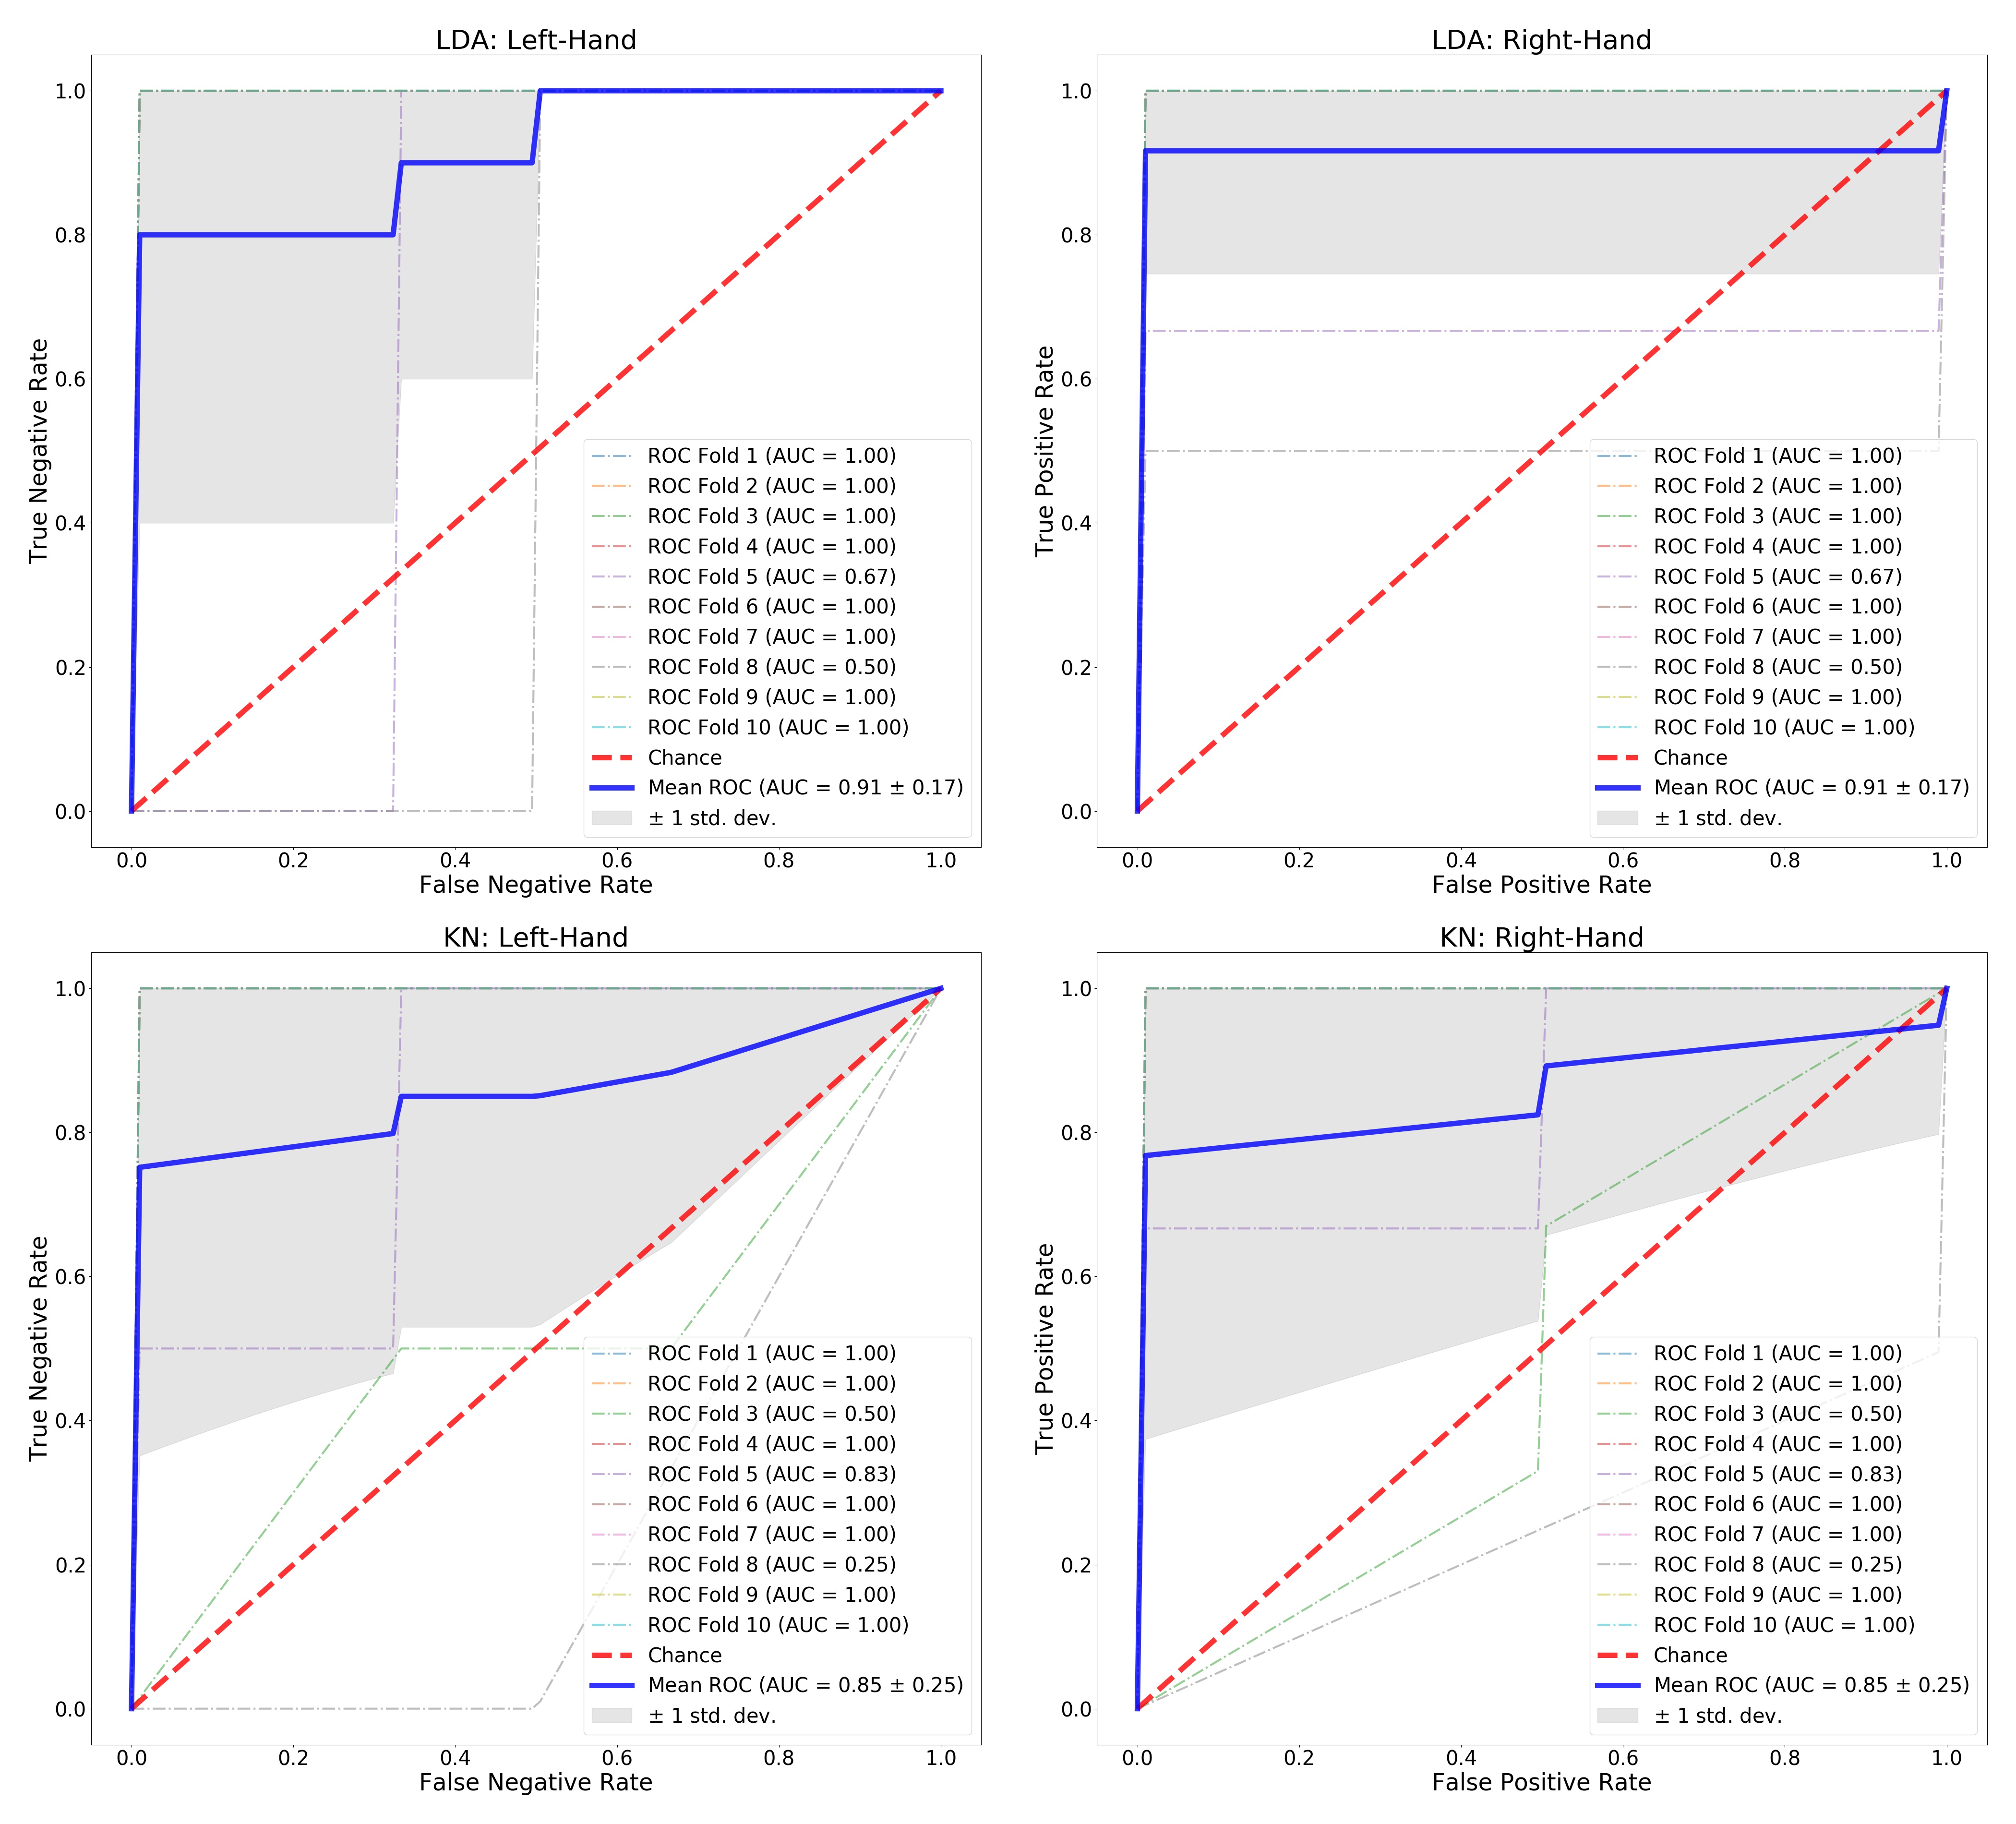 LDA: Left-Hand
1.0
0.8
0.6
0.4
0.2
0.0
True Negative Rate
ROC Fold 1 (AUC = 1.00)
ROC Fold 2 (AUC = 1.00)
ROC Fold 3 (AUC = 1.00)
ROC Fold 4 (AUC = 1.00)
ROC Fold 5 (AUC = 0.67)
ROC Fold 6 (AUC = 1.00)
ROC Fold 7 (AUC = 1.00)
ROC Fold 8 (AUC = 0.50)
ROC Fold 9 (AUC = 1.00)
ROC Fold 10 (AUC = 1.00)
Chance
Mean ROC (AUC = 0.91 ± 0.17)
± 1 std. dev.
0.0 0.2 0.4 0.6 0.8 1.0
False Negative Rate
LDA: Right-Hand
1.0
0.8
0.6
0.4
0.2
0.0
True Positive Rate
ROC Fold 1 (AUC = 1.00)
ROC Fold 2 (AUC = 1.00)
ROC Fold 3 (AUC = 1.00)
ROC Fold 4 (AUC = 1.00)
ROC Fold 5 (AUC = 0.67)
ROC Fold 6 (AUC = 1.00)
ROC Fold 7 (AUC = 1.00)
ROC Fold 8 (AUC = 0.50)
ROC Fold 9 (AUC = 1.00)
ROC Fold 10 (AUC = 1.00)
Chance
Mean ROC (AUC = 0.91 ± 0.17)
± 1 std. dev.
0.0 0.2 0.4 0.6 0.8 1.0
False Positive Rate
KN: Left-Hand
1.0
0.8
0.6
0.4
0.2
0.0
True Negative Rate
ROC Fold 1 (AUC = 1.00)
ROC Fold 2 (AUC = 1.00)
ROC Fold 3 (AUC = 0.50)
ROC Fold 4 (AUC = 1.00)
ROC Fold 5 (AUC = 0.83)
ROC Fold 6 (AUC = 1.00)
ROC Fold 7 (AUC = 1.00)
ROC Fold 8 (AUC = 0.25)
ROC Fold 9 (AUC = 1.00)
ROC Fold 10 (AUC = 1.00)
Chance
Mean ROC (AUC = 0.85 ± 0.25)
± 1 std. dev.
0.0 0.2 0.4 0.6 0.8 1.0
False Negative Rate
KN: Right-Hand
1.0
0.8
0.6
0.4
0.2
0.0
True Positive Rate
ROC Fold 1 (AUC = 1.00)
ROC Fold 2 (AUC = 1.00)
ROC Fold 3 (AUC = 0.50)
ROC Fold 4 (AUC = 1.00)
ROC Fold 5 (AUC = 0.83)
ROC Fold 6 (AUC = 1.00)
ROC Fold 7 (AUC = 1.00)
ROC Fold 8 (AUC = 0.25)
ROC Fold 9 (AUC = 1.00)
ROC Fold 10 (AUC = 1.00)
Chance
Mean ROC (AUC = 0.85 ± 0.25)
± 1 std. dev.
0.0 0.2 0.4 0.6 0.8 1.0
False Positive Rate